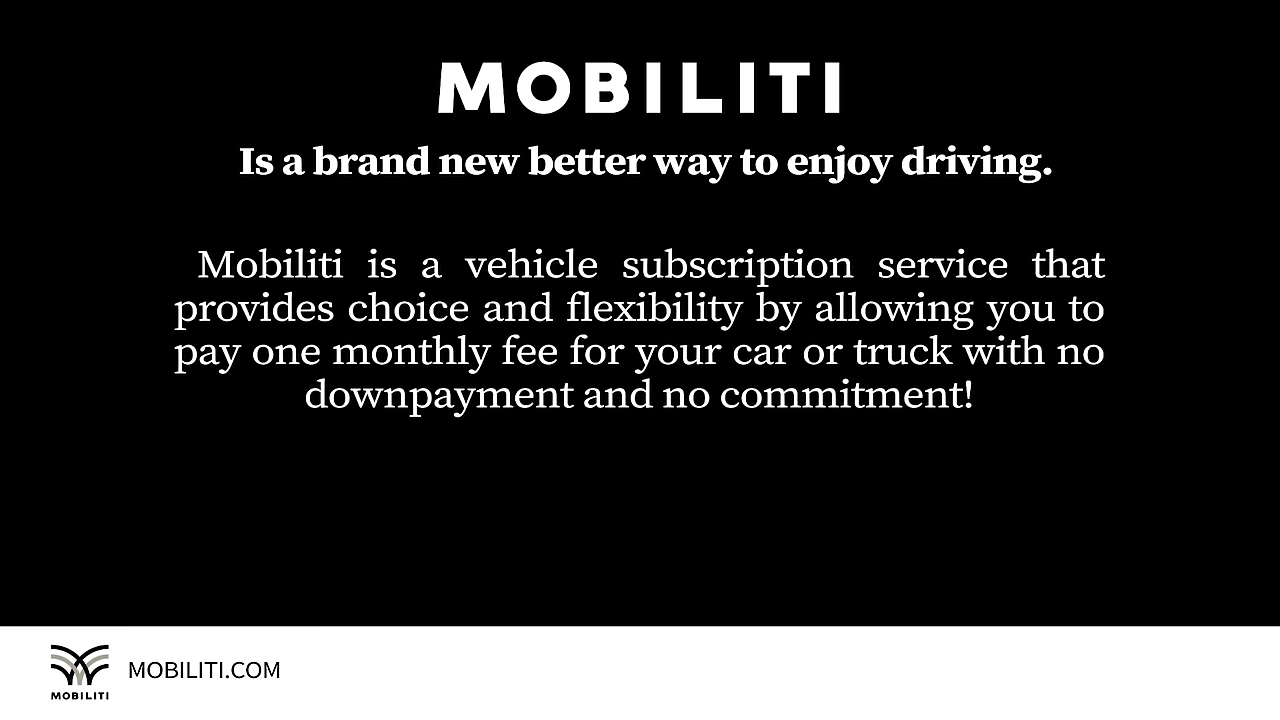 MOBILITI
Is a brand new better way to enjoy driving.
Mobiliti is a vehicle subscription service that
provides choice and flexibility by allowing you to
pay one monthly fee for your car or truck with no
downpayment and no commitment!
MOBILITI
MOBILITI.COM